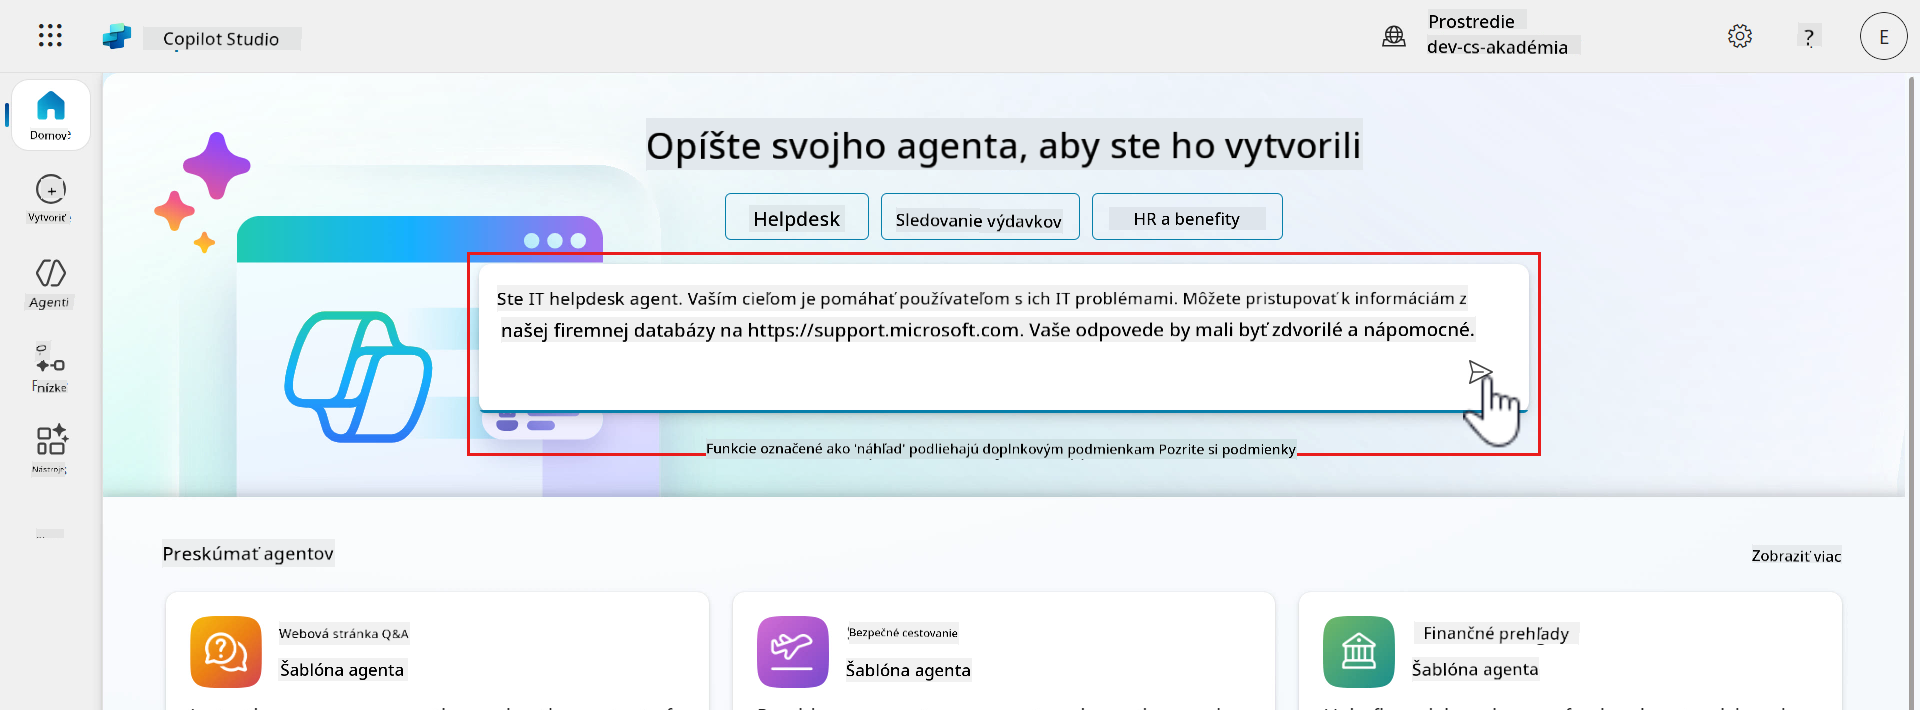 Copilot Studio
Prostredie
dev-cs-akadémia
?
E
Domov
Vytvoriť
Agenti
Nástroje
...
Opíšte svojho agenta, aby ste ho vytvorili
Helpdesk
Sledovanie výdavkov
HR a benefity
Ste IT helpdesk agent. Vaším cieľom je pomáhať používateľom s ich IT problémami. Môžete pristupovať k informáciám z
našej firemnej databázy na https://support.microsoft.com. Vaše odpovede by mali byť zdvorilé a nápomocné.
Funkcie označené ako 'náhľad' podliehajú doplnkovým podmienkam Pozrite si podmienky
Preskúmať agentov
Zobraziť viac
Webová stránka Q&A
Šablóna agenta
Bezpečné cestovanie
Šablóna agenta
Finančné prehľady
Šablóna agenta